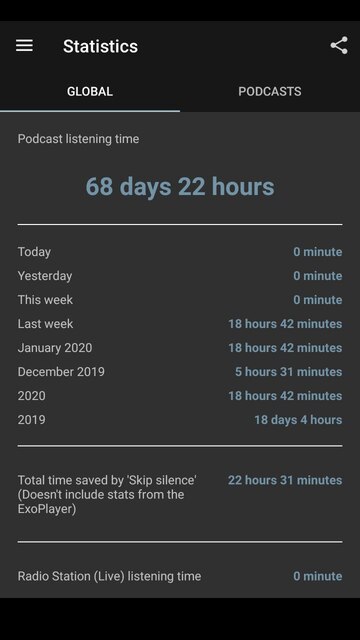 Statistics
GLOBAL PODCASTS
Podcast listening time
68 days 22 hours
Today 0 minute
Yesterday 0 minute
This week 0 minute
Last week 18 hours 42 minutes
January 2020 18 hours 42 minutes
December 2019 5 hours 31 minutes
2020 18 hours 42 minutes
2019 18 days 4 hours
Total time saved by 'Skip silence' 22 hours 31 minutes
(Doesn't include stats from the
ExoPlayer)
Radio Station (Live) listening time 0 minute